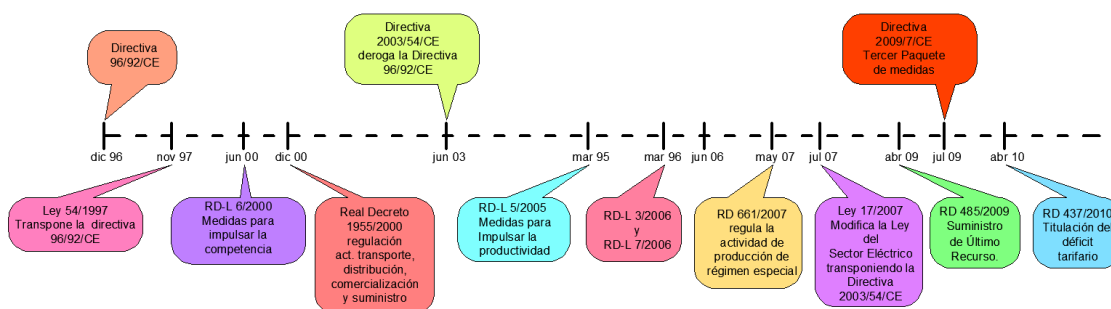 Directiva
96/92/CE
Directiva
2003/54/CE
deroga la Directiva
96/92/CE
Directiva
2009/7/CE
Tercer Paquete
de medidas
dic 96
nov 97
jun 00
dic 00
jun 03
mar 95
mar 96
jun 06
may 07
jul 07
abr 09
jul 09
abr 10
Ley 54/1997
Transpone la directiva
96/92/CE
RD-L 6/2000
Medidas para
impulsar la
competencia
Real Decreto
1955/2000
regulación
act. transporte,
distribución,
comercialización
y suministro
RD-L 5/2005
Medidas para
Impulsar la
productividad
RD-L 3/2006
y
RD-L 7/2006
RD 661/2007
regula la
actividad de
producción de
régimen especial
Ley 17/2007
Modifica la Ley
del
Sector Eléctrico
transponiendo la
Directiva
2003/54/CE
RD 485/2009
Suministro
de Último
Recurso.
RD 437/2010
Titulación del
déficit
tarifario